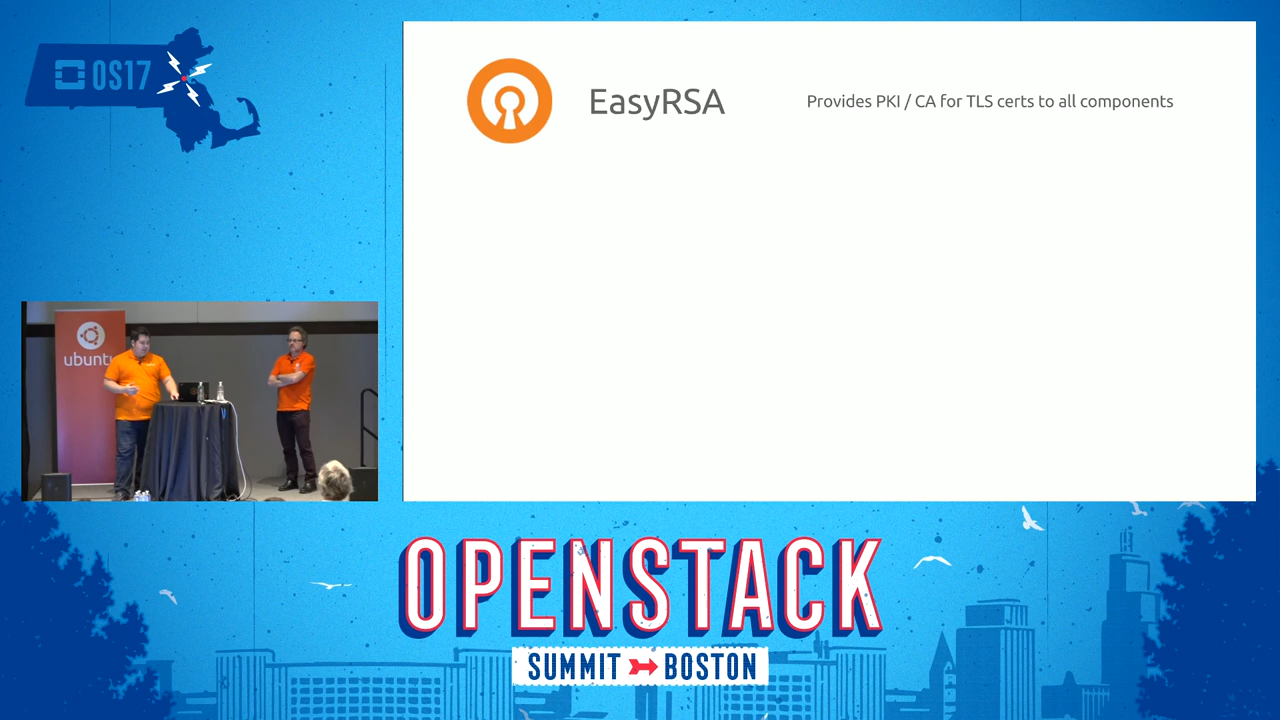 OS17
EasyRSA
Provides PKI / CA for TLS certs to all components
ubuntu
OPENSTACK
SUMMIT BOSTON